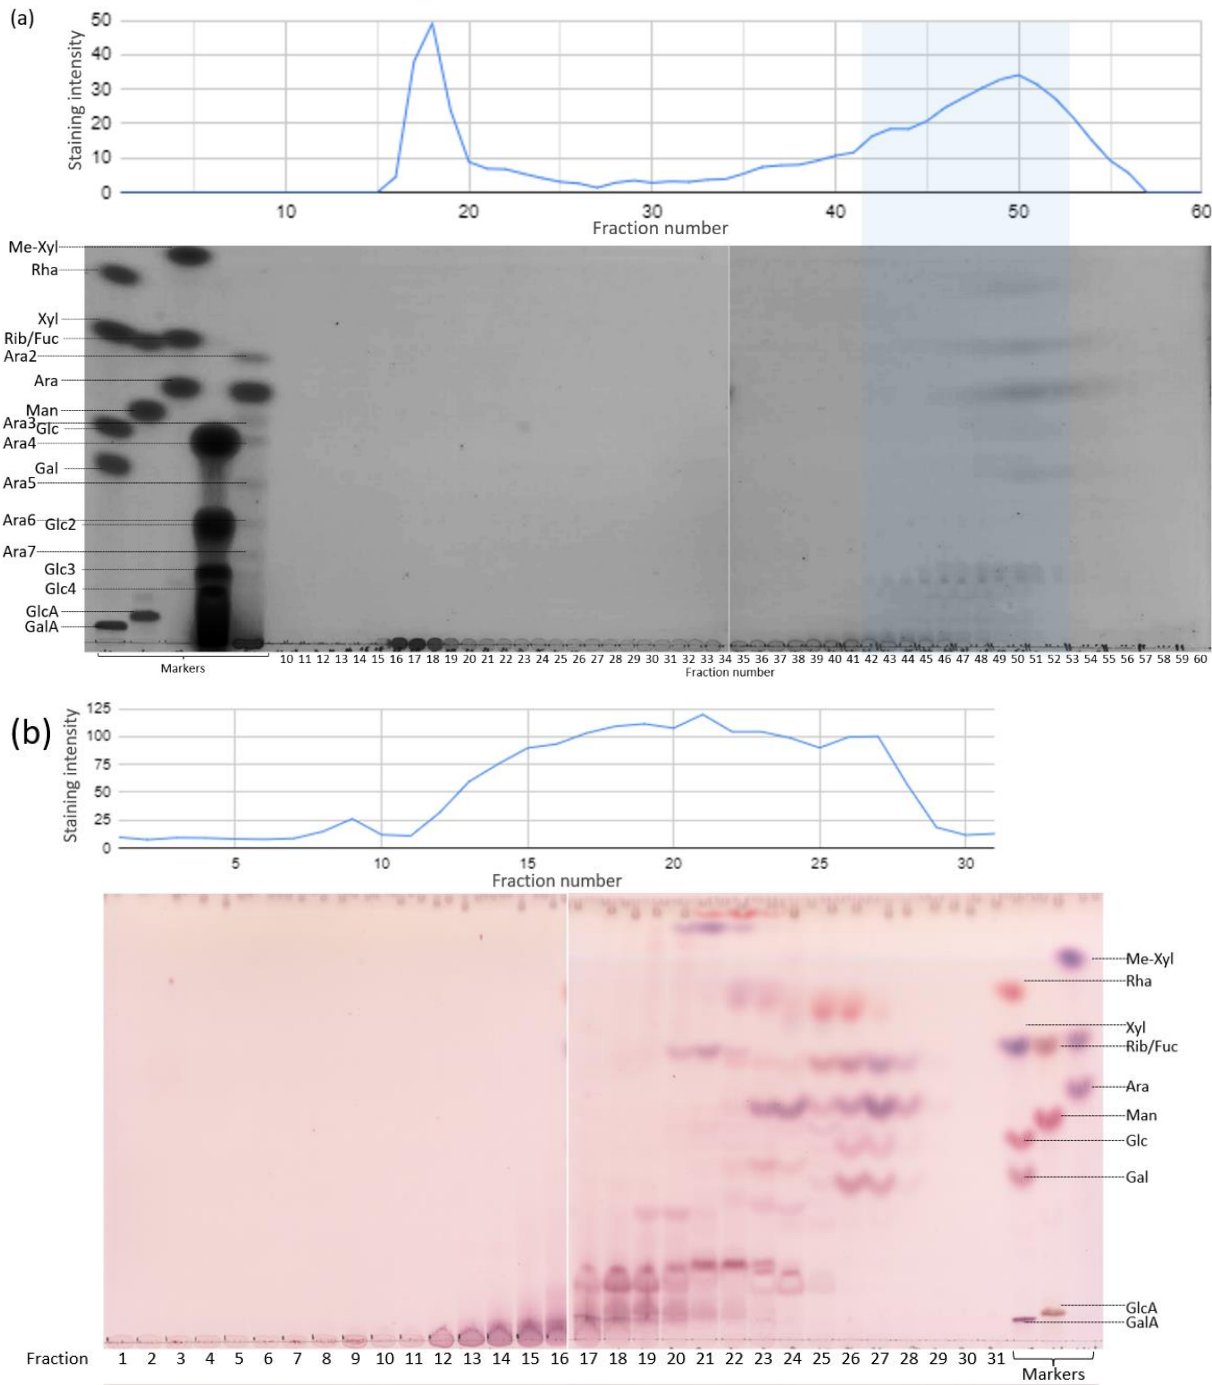 (a)
Staining intensity
50
40
30
20
10
0
10 20 30 40 50 60
Fraction number
Me-Xyl
Rha
Xyl
Rib/Fuc
Ara2
Ara
Man
Ara3
Glc
Ara4
Gal
Ara5
Ara6 Glc2
Ara7
Glc3
Glc4
GlcA
GalA
10 11 12 13 14 15 16 17 18 19 20 21 22 23 24 25 26 27 28 29 30 31 32 33 34 35 36 37 38 39 40 41 42 43 44 45 46 47 48 49 50 51 52 53 54 55 56 57 58 59 60
Markers Fraction number
(b)
Staining intensity
125
100
75
50
25
0
5 10 15 20 25 30
Fraction number
Me-Xyl
Rha
Xyl
Rib/Fuc
Ara
Man
Glc
Gal
GlcA
GalA
Fraction 1 2 3 4 5 6 7 8 9 10 11 12 13 14 15 16 17 18 19 20 21 22 23 24 25 26 27 28 29 30 31
Markers